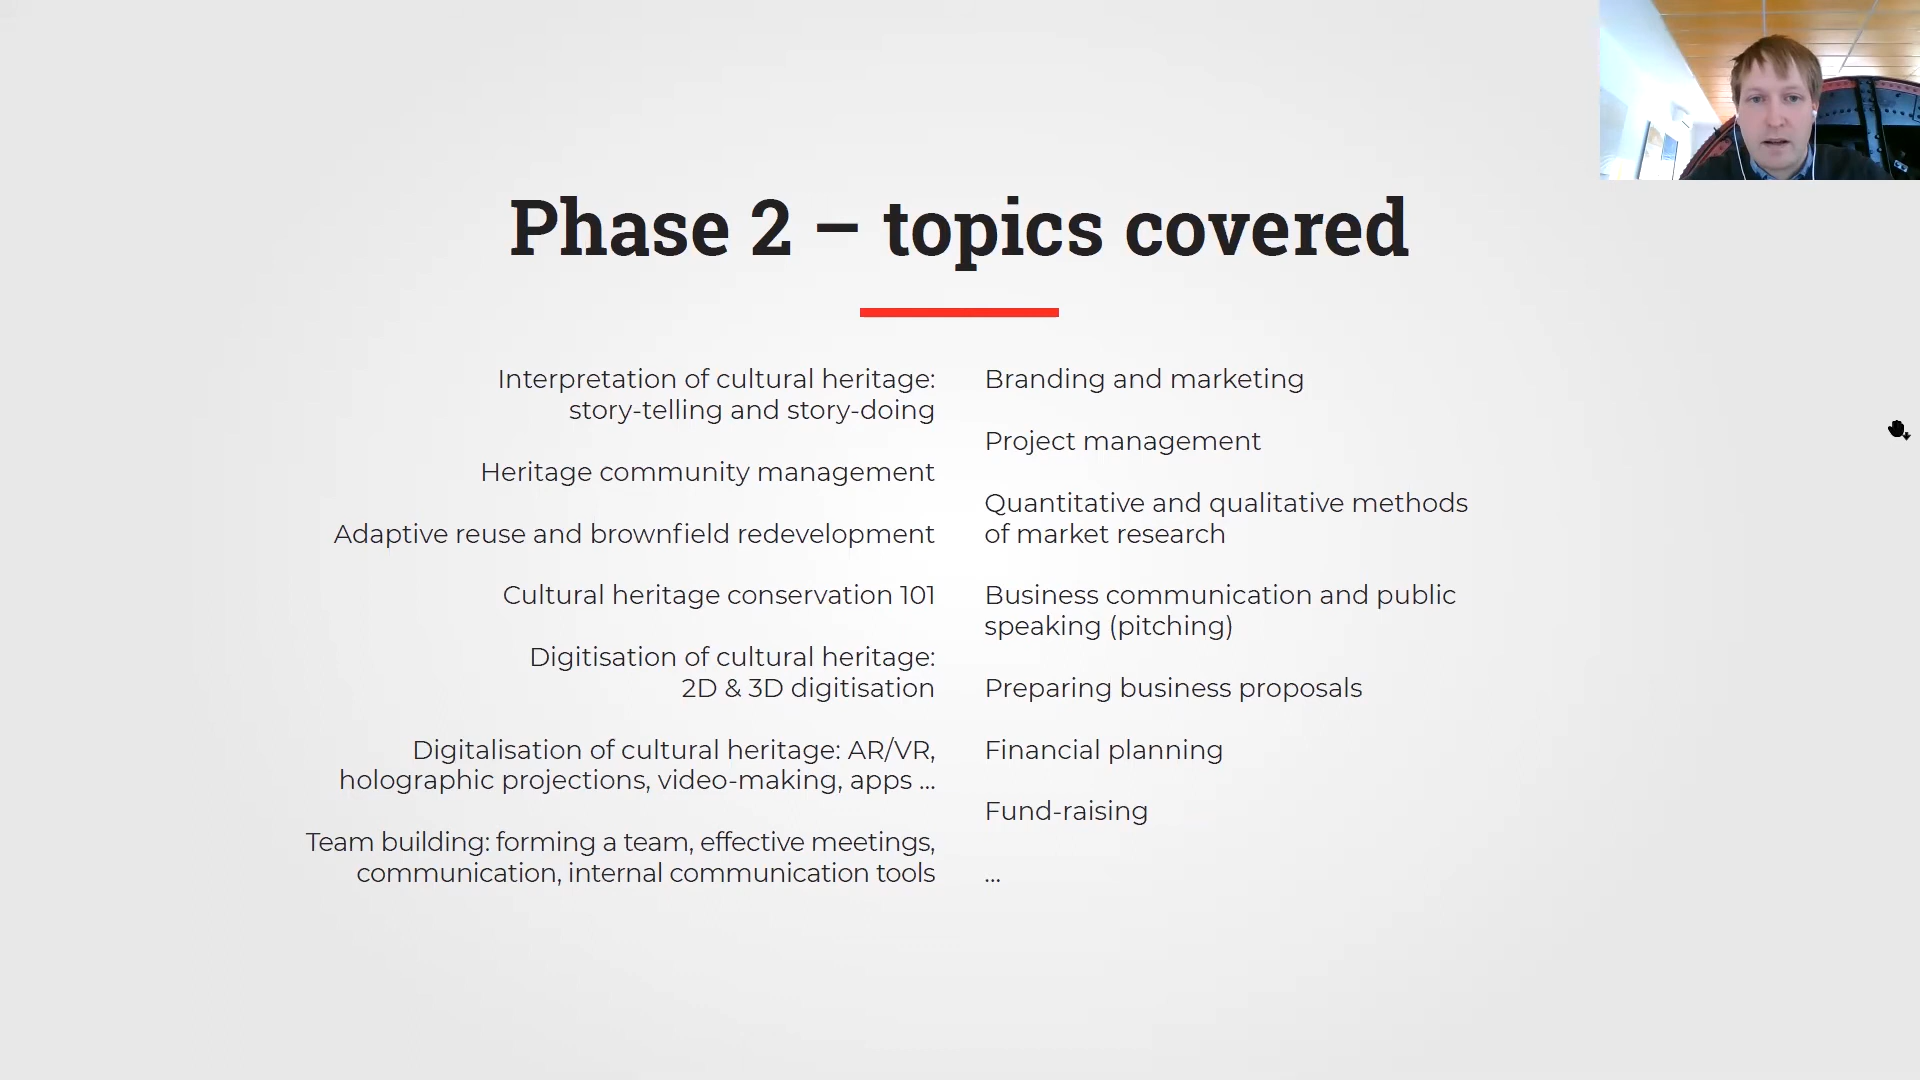 Phase 2 – topics covered
Interpretation of cultural heritage:
story-telling and story-doing
Heritage community management
Adaptive reuse and brownfield redevelopment
Cultural heritage conservation 101
Digitisation of cultural heritage:
2D & 3D digitisation
Digitalisation of cultural heritage: AR/VR,
holographic projections, video-making, apps ...
Team building: forming a team, effective meetings,
communication, internal communication tools
Branding and marketing
Project management
Quantitative and qualitative methods
of market research
Business communication and public
speaking (pitching)
Preparing business proposals
Financial planning
Fund-raising
...